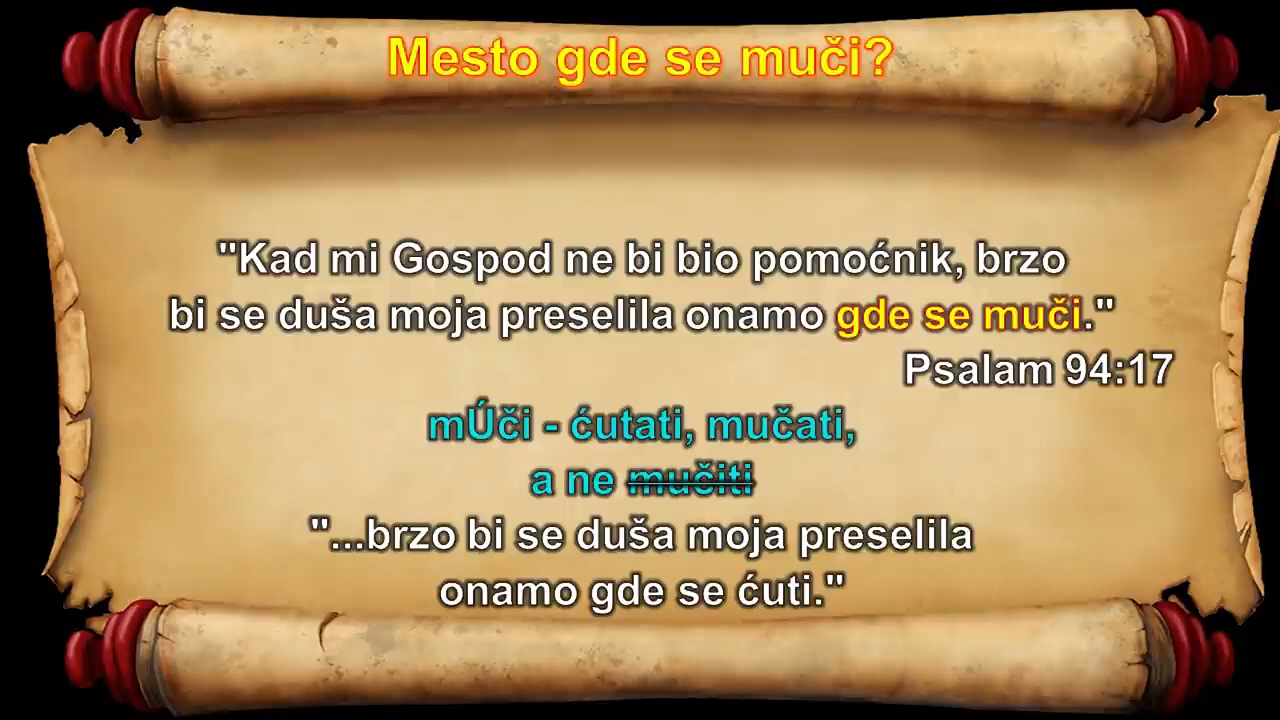 Mesto gde se muči?
"Kad mi Gospod ne bi bio pomoćnik, brzo
bi se duša moja preselila onamo gde se muči."
Psalam 94:17
mÚči - ćutati, mučati,
a ne mučiti
"...brzo bi se duša moja preselila
onamo gde se ćuti."